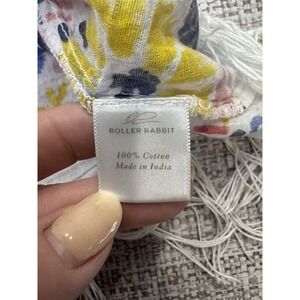 ROLLER RABBIT
100% Cotton
Made in India